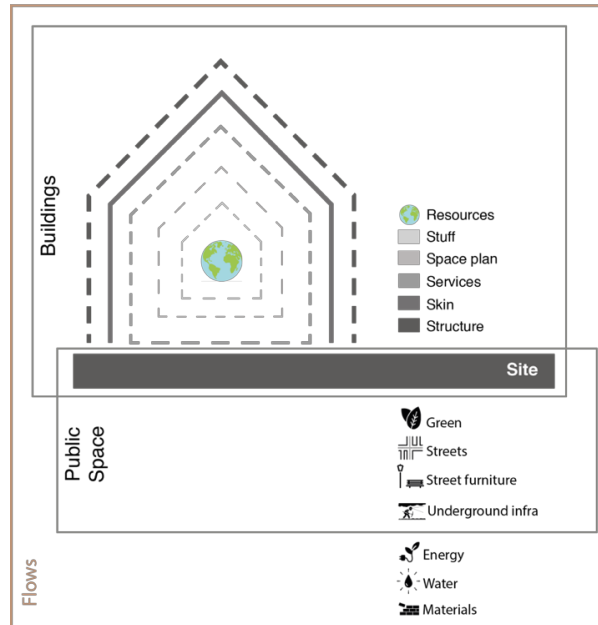 Buildings
Resources
Stuff
Space plan
Services
Skin
Structure
Site
Public
Space
Green
Streets
Street furniture
Underground infra
Flows
Energy
Water
Materials